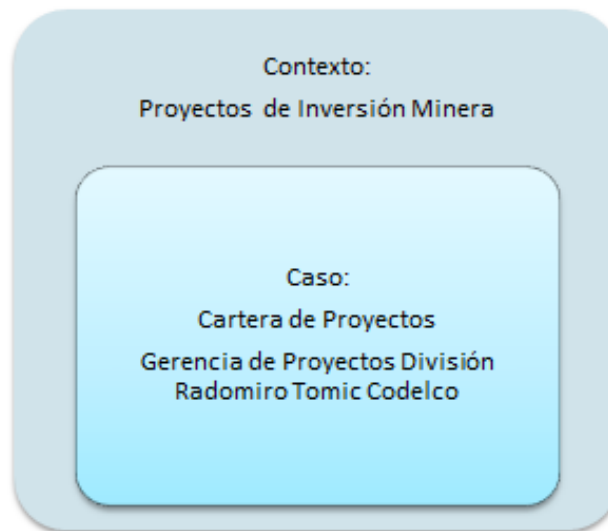 Contexto:
Proyectos de Inversión Minera
Caso:
Cartera de Proyectos
Gerencia de Proyectos División
Radomiro Tomic Codelco